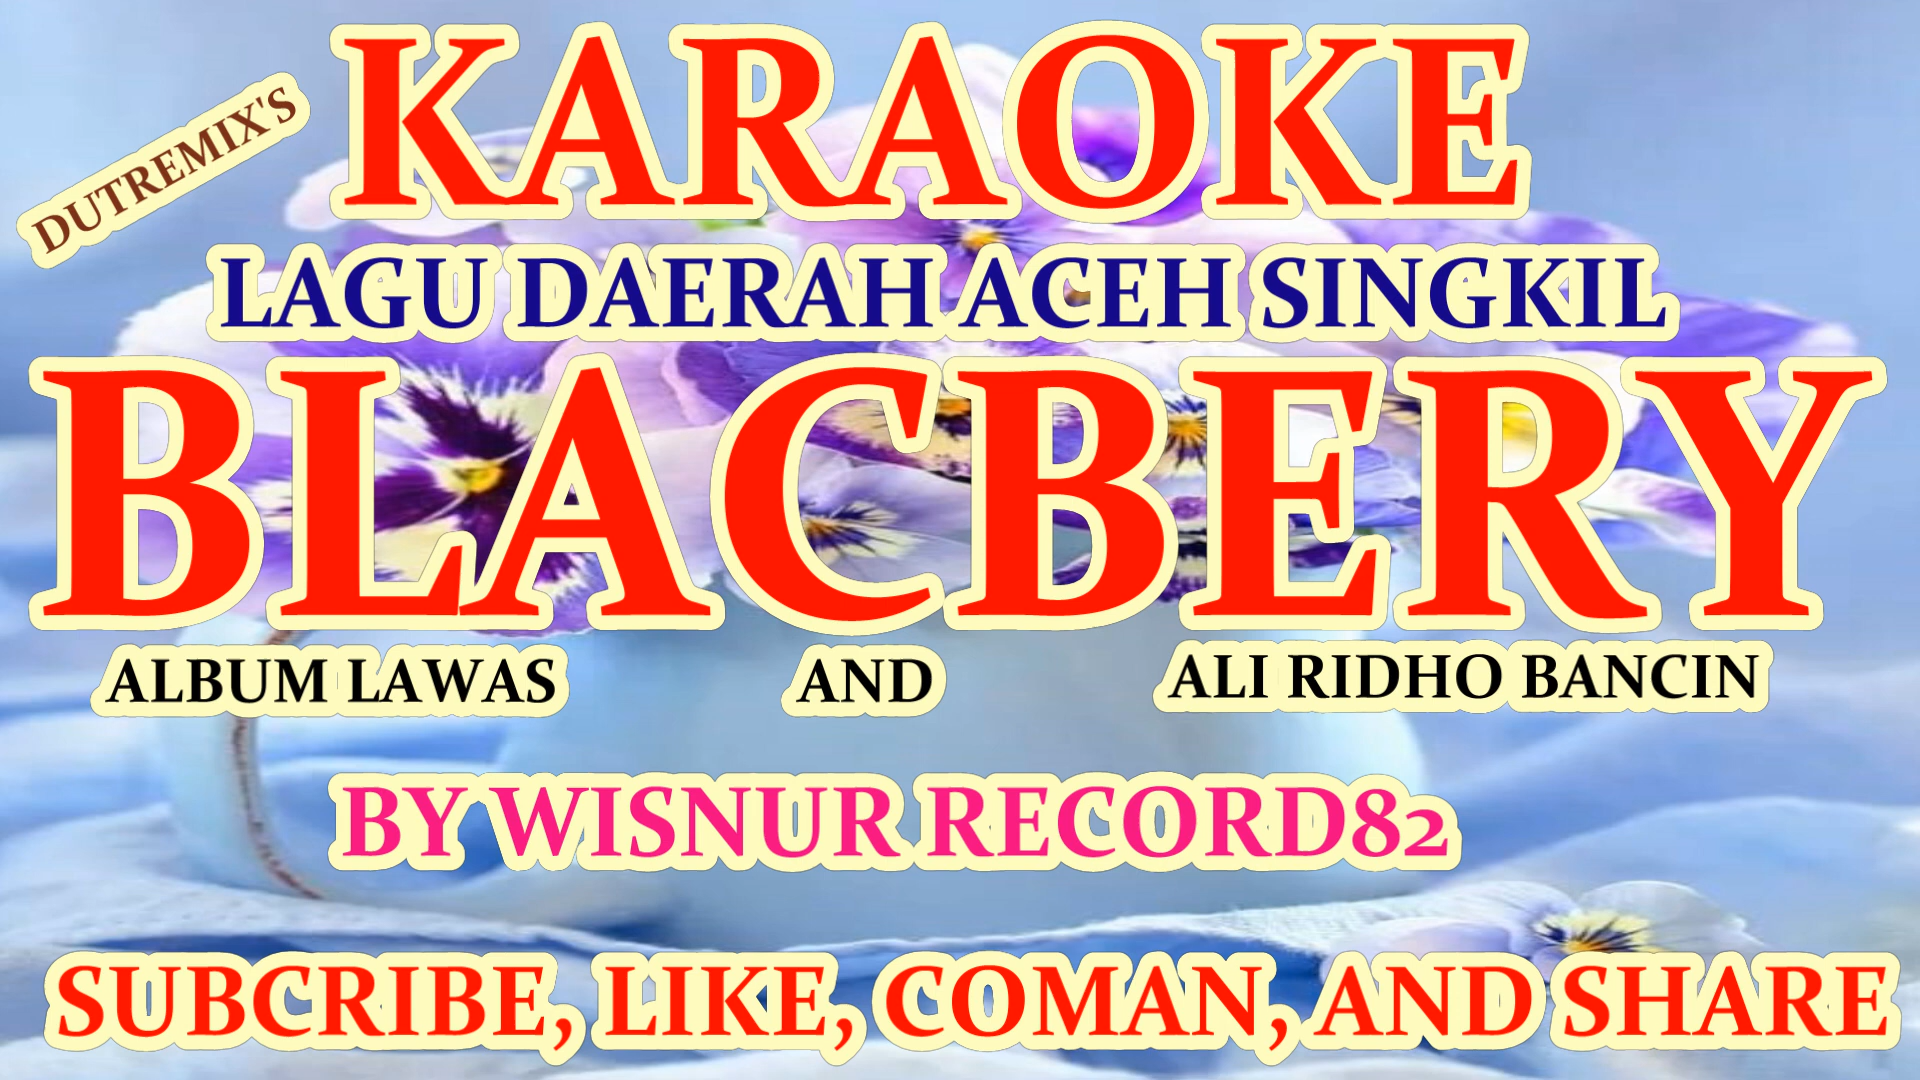 DUTREMIX'S
KARAOKE
LAGU DAERAH ACEH SINGKIL
BLACBERY
ALBUM LAWAS AND ALI RIDHO BANCIN
BY WISNUR RECORD82
SUBCRIBE, LIKE, COMAN, AND SHARE